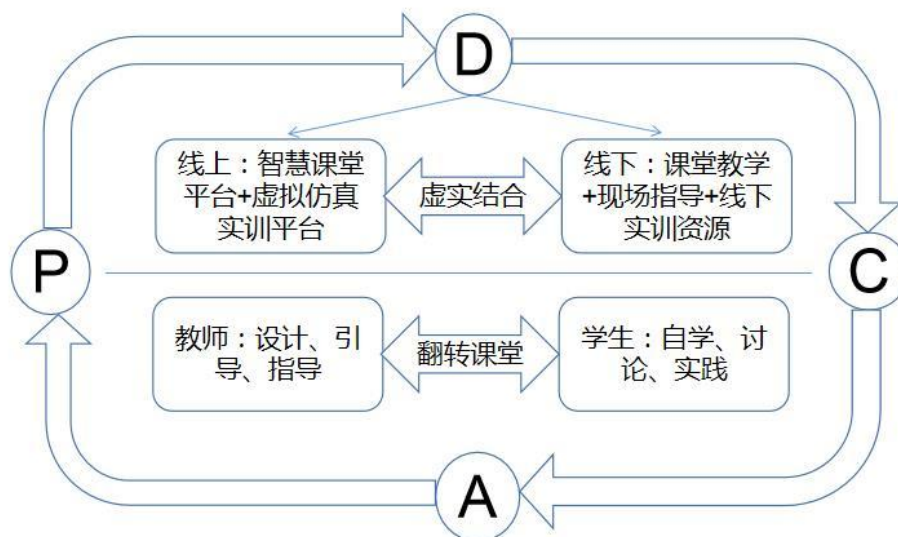 D
线上：智慧课堂
平台+虚拟仿真
实训平台
虚实结合
线下：课堂教学
+现场指导+线下
实训资源
P
C
教师：设计、引
导、指导
翻转课堂
学生：自学、讨
论、实践
A